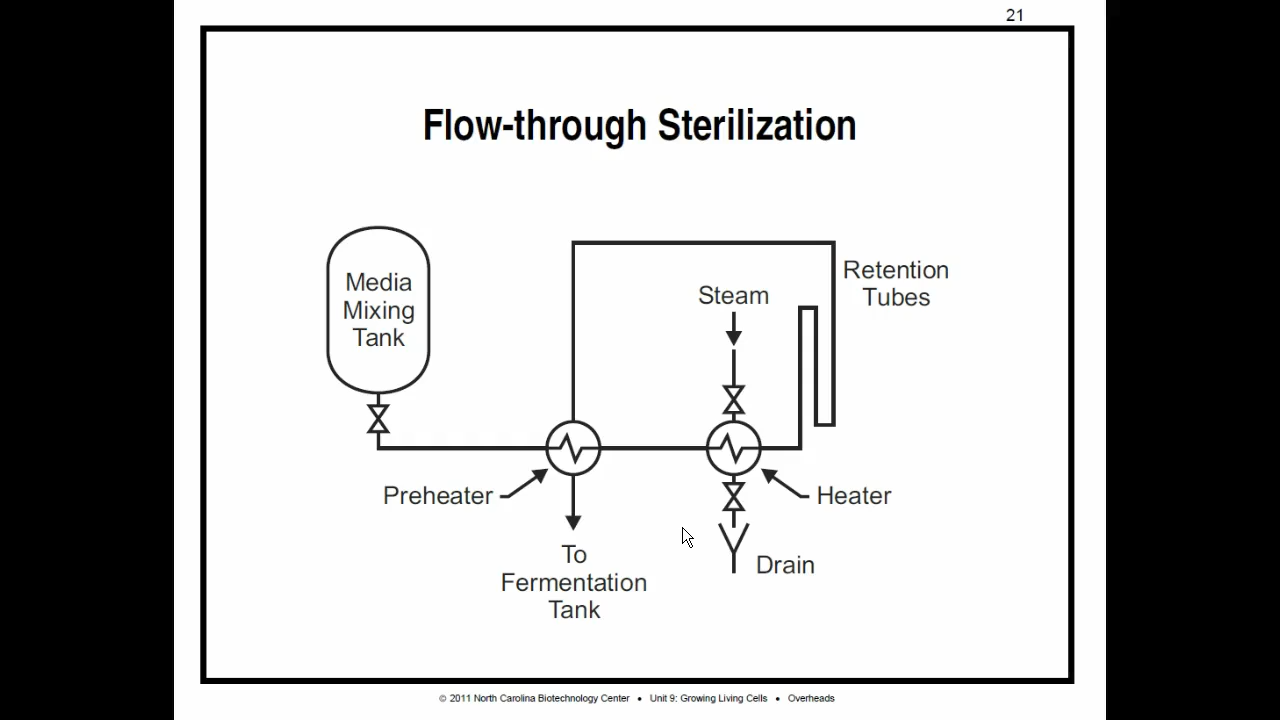 21
Flow-through Sterilization
Media
Mixing
Tank
Steam
Retention
Tubes
Preheater
Heater
To
Fermentation
Tank
Drain
© 2011 North Carolina Biotechnology Center • Unit 9: Growing Living Cells • Overheads